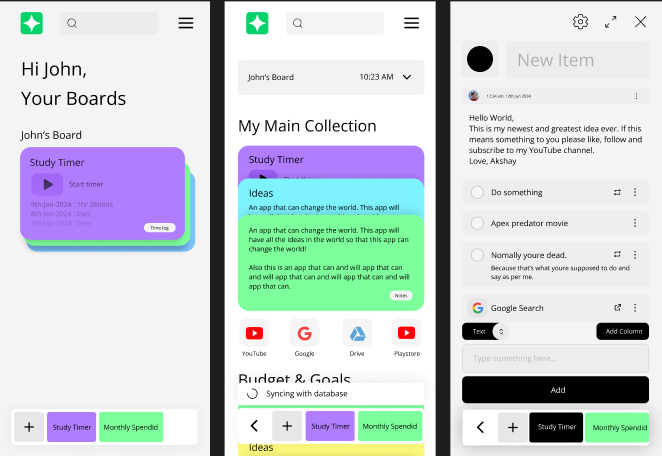 Hi John,
Your Boards
John's Board
Study Timer
Start timer
9th-jan-2024 : 1hr 26mins
8th-jan-2024 : 0sec
7th-jan-2024 : 0sec
Time log
Study Timer
Monthly Spendid
John's Board
10:23 AM
My Main Collection
Study Timer
Ideas
An app that can change the world. This app will
An app that can change the world. This app will
have all the ideas in the world so that this app can
change the world!
Also this is an app that can and will app that can
and will app that can and will app that can and will
app that can.
Notes
YouTube
Google
Drive
Playstore
Budget & Goals
Syncing with database
Study Timer
Monthly Spendid
Ideas
New Item
12:34 am, 12th jan 2024
Hello World,
This is my newest and greatest idea ever. If this
means something to you please like, follow and
subscribe to my YouTube channel.
Love, Akshay
Do something
Apex predator movie
Nomally youre dead.
Because that's what youre supposed to do and
say as per me.
Google Search
Text
Add Column
Type something here...
Add
Study Timer
Monthly Spendid